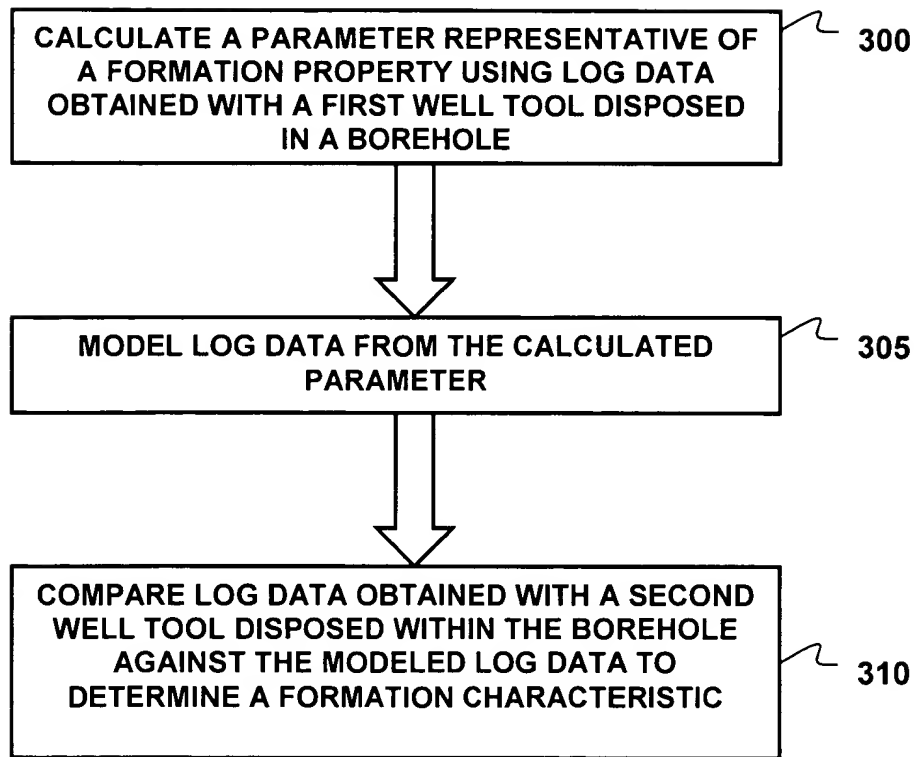 CALCULATE A PARAMETER REPRESENTATIVE OF
A FORMATION PROPERTY USING LOG DATA
OBTAINED WITH A FIRST WELL TOOL DISPOSED
IN A BOREHOLE
300
MODEL LOG DATA FROM THE CALCULATED
PARAMETER
305
COMPARE LOG DATA OBTAINED WITH A SECOND
WELL TOOL DISPOSED WITHIN THE BOREHOLE
AGAINST THE MODELED LOG DATA TO
DETERMINE A FORMATION CHARACTERISTIC
310